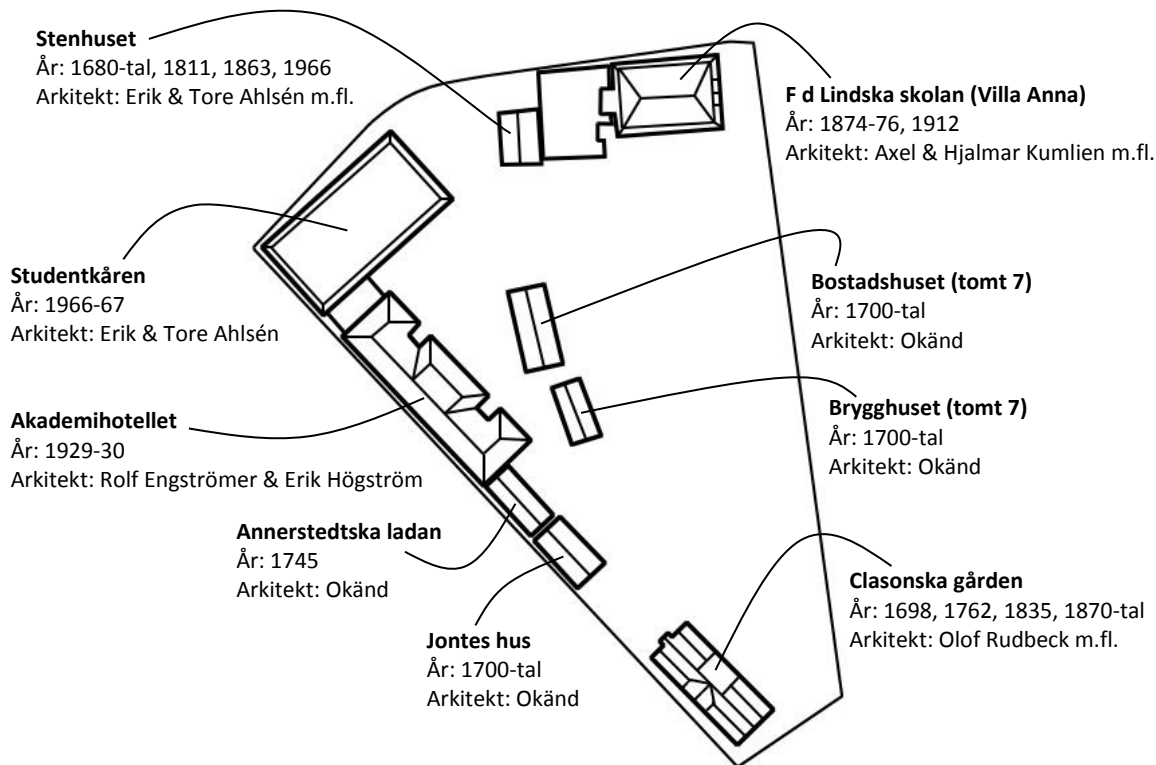 Stenhuset
År: 1680-tal, 1811, 1863, 1966
Arkitekt: Erik & Tore Ahlsén m.fl.
F d Lindska skolan (Villa Anna)
År: 1874-76, 1912
Arkitekt: Axel & Hjalmar Kumlien m.fl.
Studentkåren
År: 1966-67
Arkitekt: Erik & Tore Ahlsén
Bostadshuset (tomt 7)
År: 1700-tal
Arkitekt: Okänd
Akademihotellet
År: 1929-30
Arkitekt: Rolf Engströmer & Erik Högström
Brygghuset (tomt 7)
År: 1700-tal
Arkitekt: Okänd
Annerstedtska ladan
År: 1745
Arkitekt: Okänd
Clasonska gården
År: 1698, 1762, 1835, 1870-tal
Arkitekt: Olof Rudbeck m.fl.
Jontes hus
År: 1700-tal
Arkitekt: Okänd